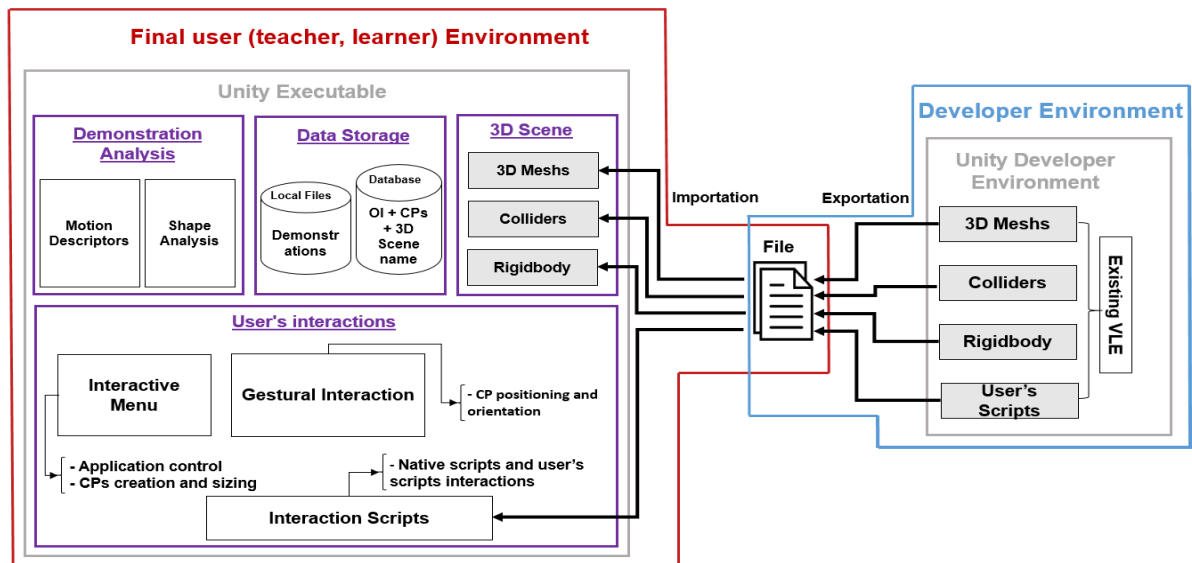 Final user (teacher, learner) Environment
Unity Executable
Demonstration
Analysis
Motion
Descriptors
Shape
Analysis
Data Storage
Local Files
Demonstr
ations
Database
OI + CPs
+ 3D
Scene
name
3D Scene
3D Meshs
Colliders
Rigidbody
User's interactions
Interactive
Menu
Gestural Interaction
- CP positioning and
orientation
- Application control
- CPs creation and sizing
- Native scripts and user's
scripts interactions
Interaction Scripts
Importation
Exportation
File
Developer Environment
Unity Developer
Environment
3D Meshs
Colliders
Rigidbody
User's
Scripts
Existing VLE